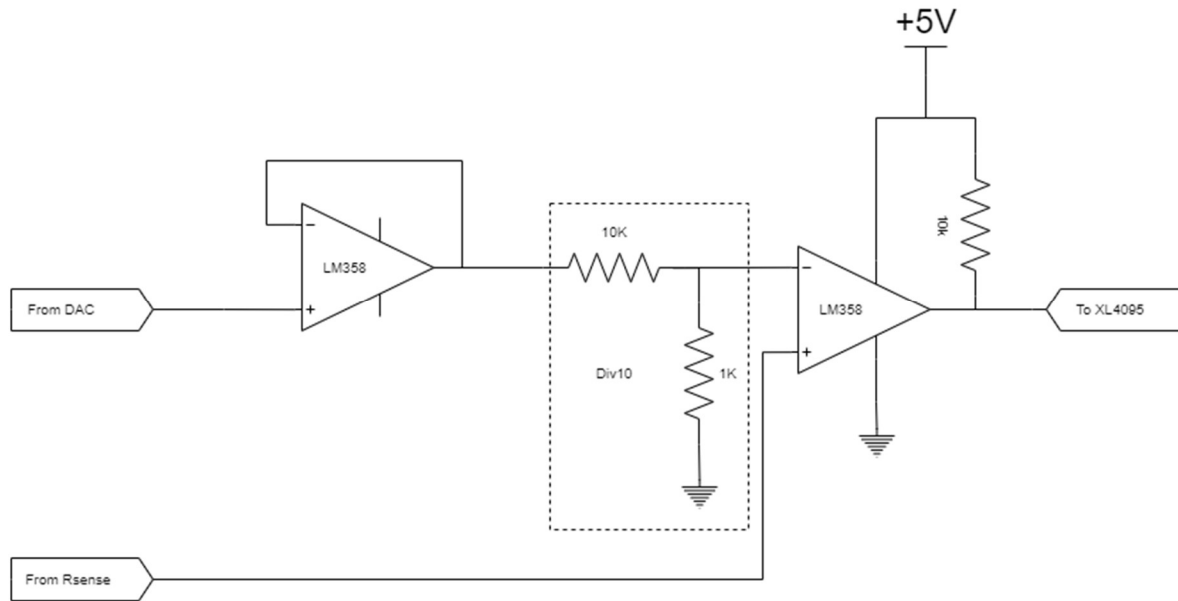 +5V
10K
10k
LM358
From DAC
LM358
To XL4095
Div10
1K
From Rsense